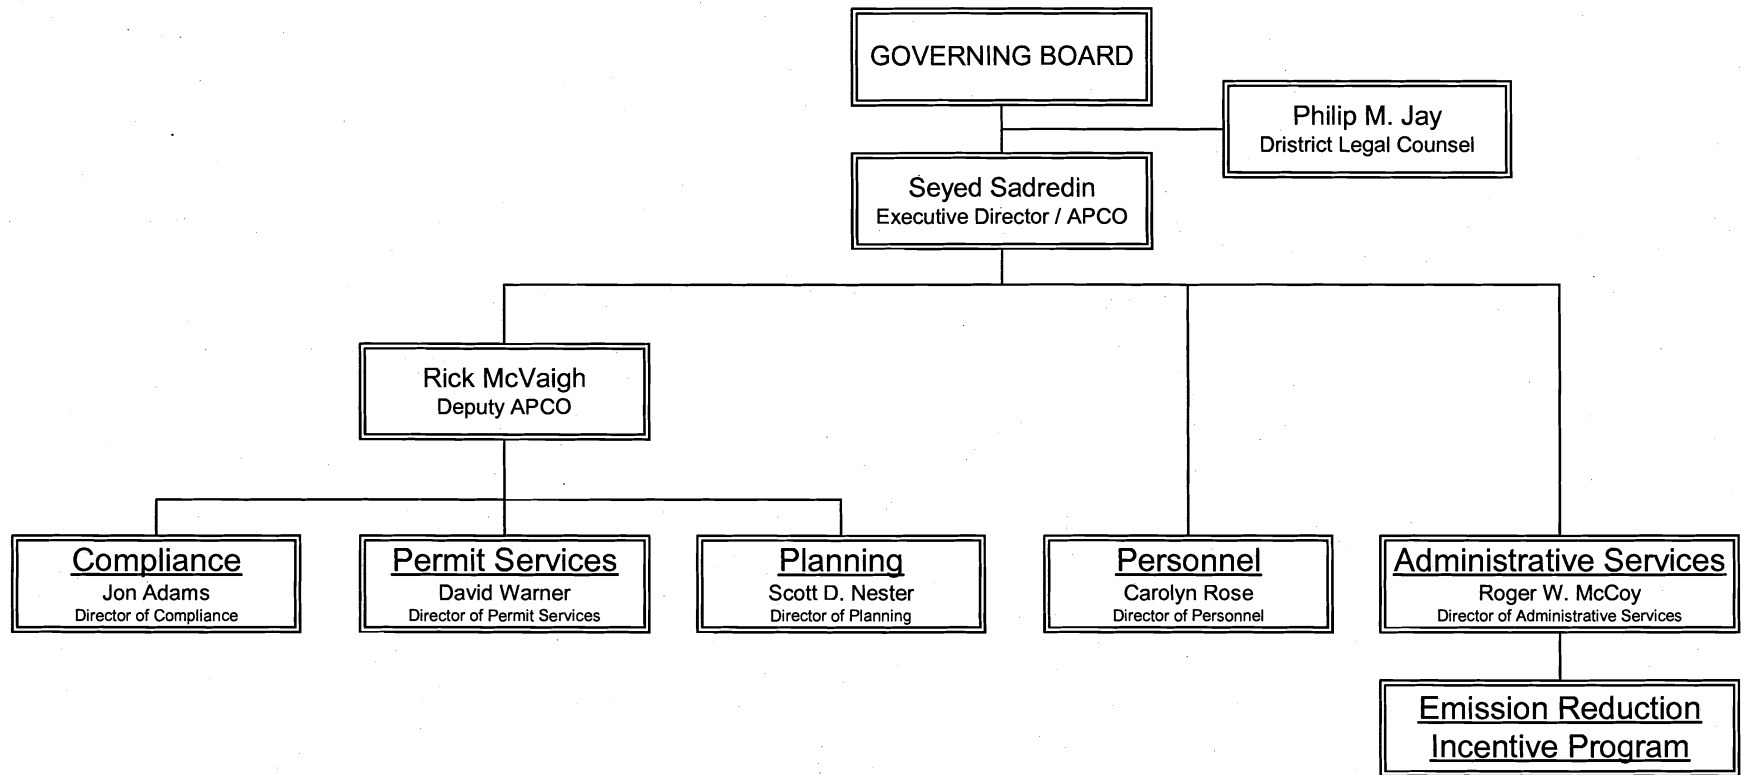 GOVERNING BOARD
Philip M. Jay
Dristrict Legal Counsel
Seyed Sadredin
Executive Director / APCO
Rick McVaigh
Deputy APCO
Compliance
Jon Adams
Director of Compliance
Permit Services
David Warner
Director of Permit Services
Planning
Scott D. Nester
Director of Planning
Personnel
Carolyn Rose
Director of Personnel
Administrative Services
Roger W. McCoy
Director of Administrative Services
Emission Reduction
Incentive Program